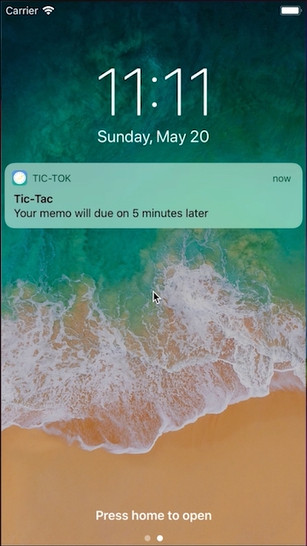 Carrier
11:11
Sunday, May 20
TIC-TOK now
Tic-Tac
Your memo will due on 5 minutes later
Press home to open